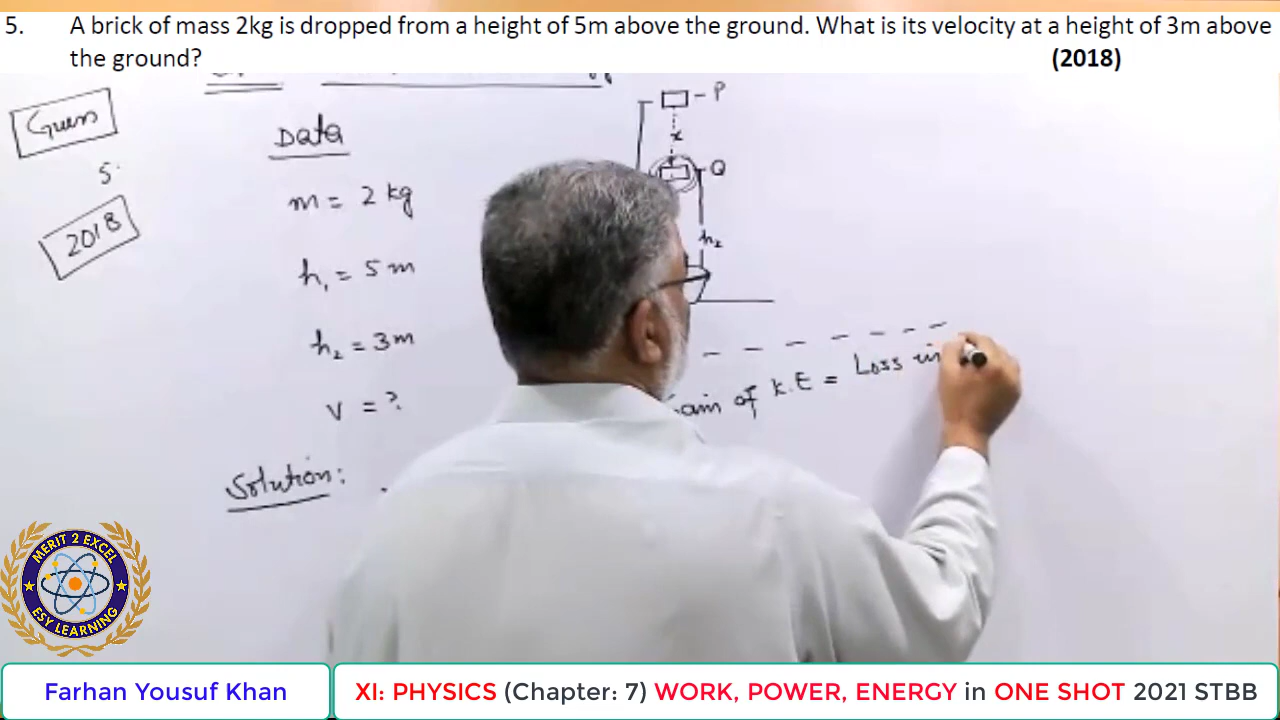 5. A brick of mass 2kg is dropped from a height of 5m above the ground. What is its velocity at a height of 3m above
the ground? (2018)
Guess
5.
2018
Data
m = 2 kg
h₁ = 5 m
h₂ = 3 m
v = ?
Solution:
P
x
Q
h₂
ain of K.E = Loss in
MERIT 2 EXCEL
ESY LEARNING
Farhan Yousuf Khan
XI: PHYSICS (Chapter: 7) WORK, POWER, ENERGY in ONE SHOT 2021 STBB